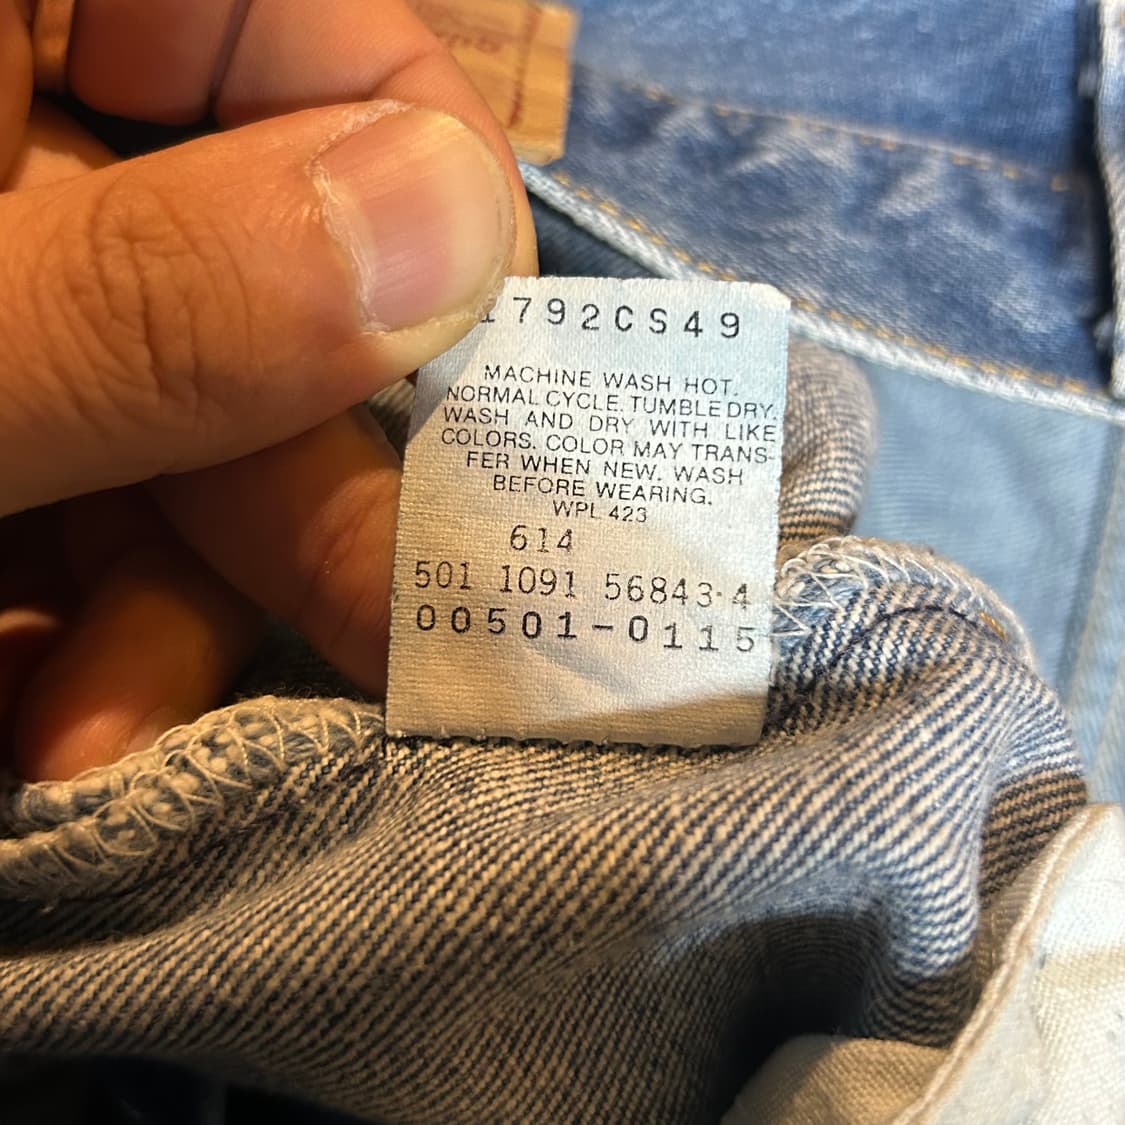 1792CS49
MACHINE WASH HOT.
NORMAL CYCLE. TUMBLE DRY.
WASH AND DRY WITH LIKE
COLORS. COLOR MAY TRANS-
FER WHEN NEW. WASH
BEFORE WEARING.
WPL 423
614
501 1091 56843·4
00501-0115